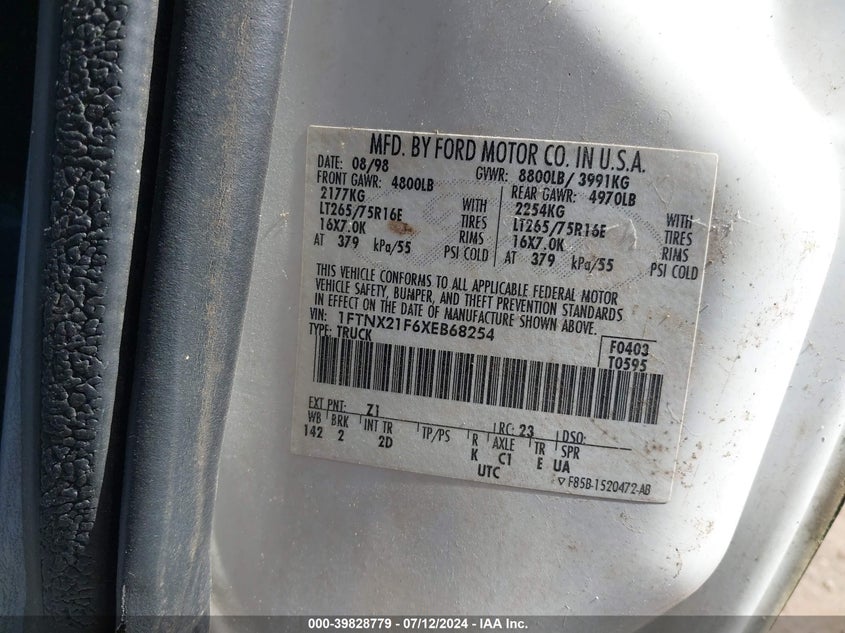 MFD. BY FORD MOTOR CO. IN U.S.A.
DATE: 08/98 GVWR: 8800LB/ 3991KG
FRONT GAWR: 4800LB REAR GAWR: 4970LB
2177KG WITH 2254KG WITH
LT265/75R16E TIRES LT265/75R16E TIRES
16X7.0K RIMS 16X7.0K RIMS
AT 379 kPa/55 PSI COLD AT 379 kPa/55 PSI COLD
THIS VEHICLE CONFORMS TO ALL APPLICABLE FEDERAL MOTOR
VEHICLE SAFETY, BUMPER, AND THEFT PREVENTION STANDARDS
IN EFFECT ON THE DATE OF MANUFACTURE SHOWN ABOVE.
VIN: 1FTNX21F6XEB68254
TYPE: TRUCK F0403
T0595
EXT PNT: Z1 RC: 23 DSO:
WB BRK INT TR TP/PS R AXLE TR SPR
142 2 2D K C1 E UA
UTC
▽ F85B-1520472-AB
000-39828779 - 07/12/2024 - IAA Inc.